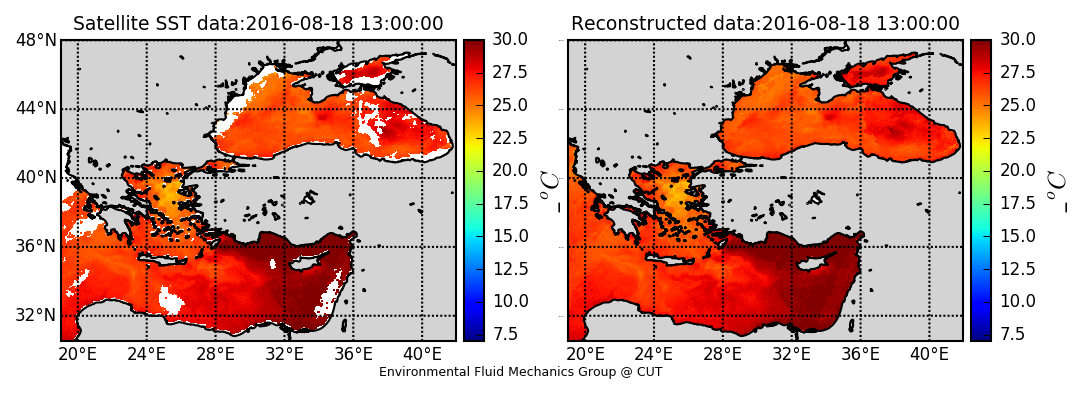 Satellite SST data:2016-08-18 13:00:00
48°N
44°N
40°N
36°N
32°N
20°E 24°E 28°E 32°E 36°E 40°E
30.0
27.5
25.0
22.5
20.0
17.5
15.0
12.5
10.0
7.5
_ °C
Reconstructed data:2016-08-18 13:00:00
20°E 24°E 28°E 32°E 36°E 40°E
30.0
27.5
25.0
22.5
20.0
17.5
15.0
12.5
10.0
7.5
_ °C
Environmental Fluid Mechanics Group @ CUT